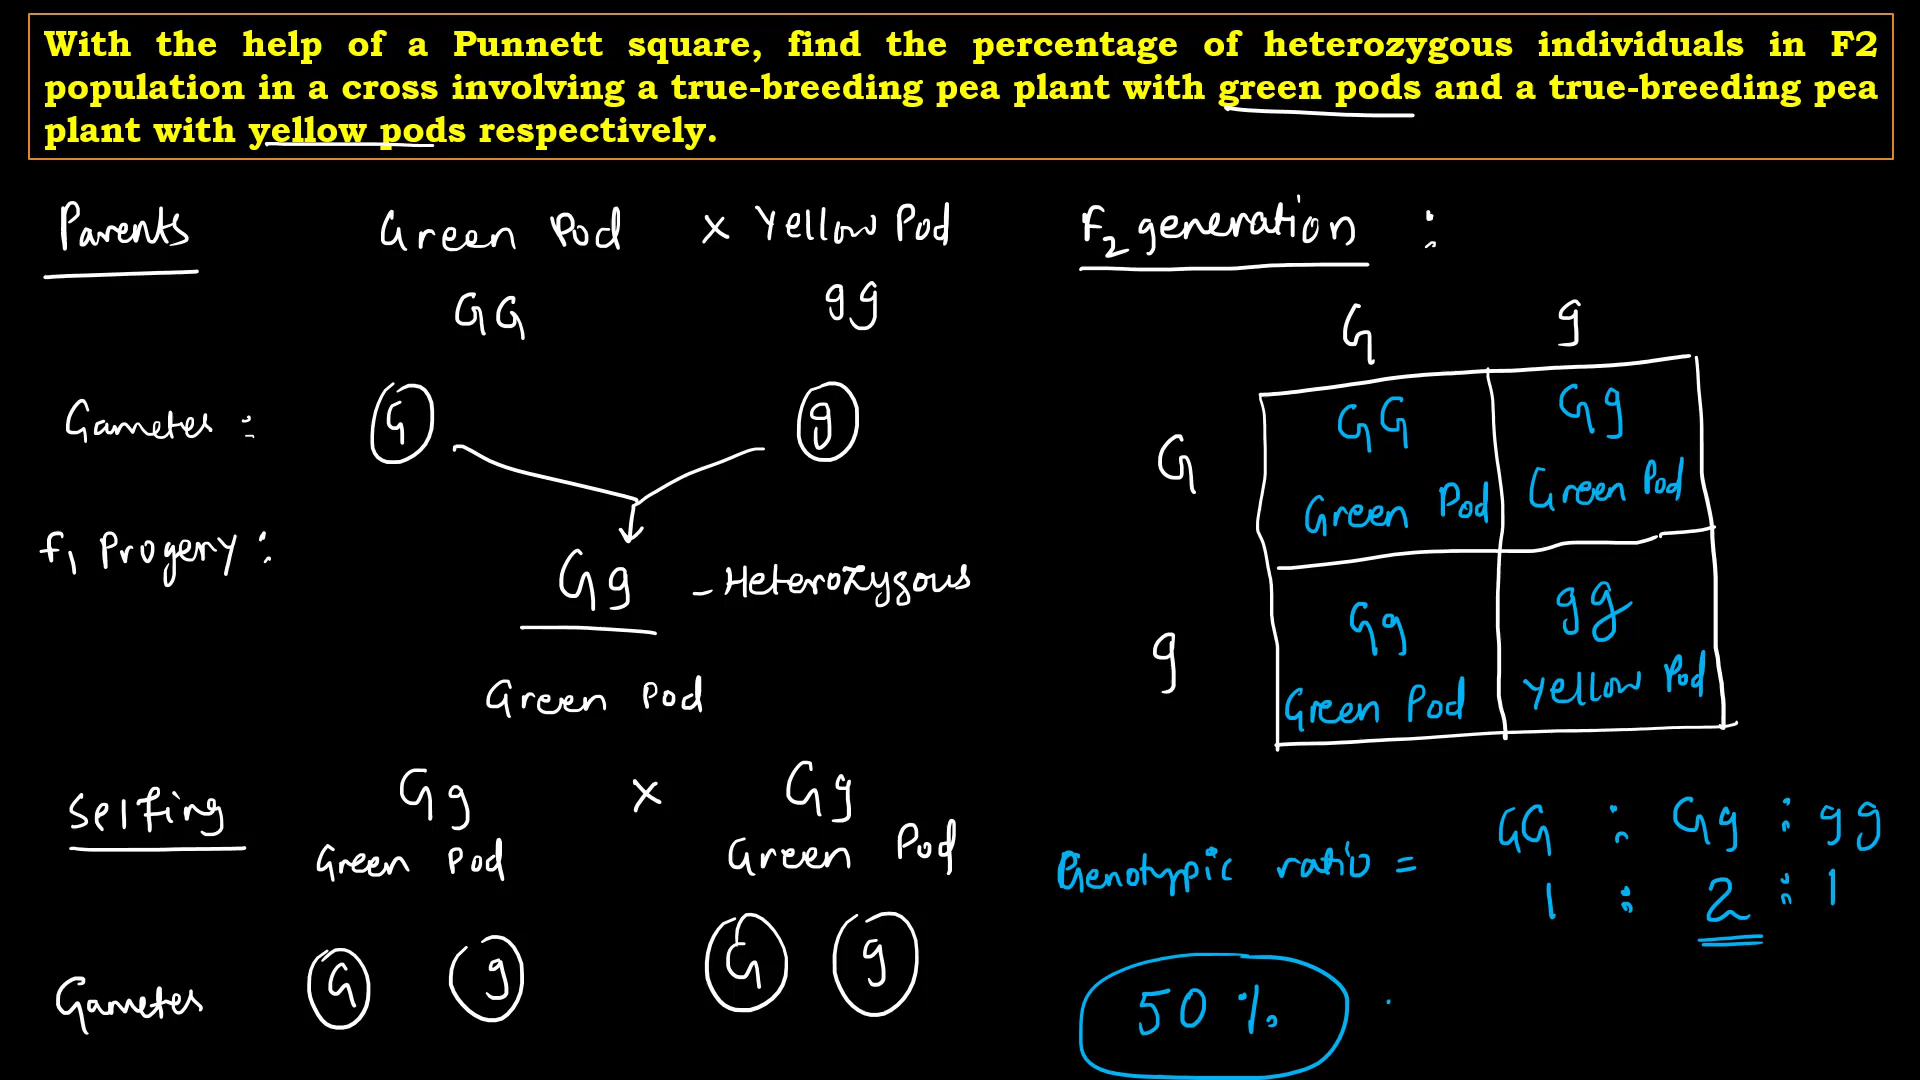 With the help of a Punnett square, find the percentage of heterozygous individuals in F2
population in a cross involving a true-breeding pea plant with green pods and a true-breeding pea
plant with yellow pods respectively.
Parents Green Pod x Yellow Pod
GG gg
Gametes : G g
F1 Progeny :
Gg - Heterozygous
Green Pod
Selfing Gg x Gg
Green Pod Green Pod
Gametes G g G g
F2 generation :
G g
G GG Gg
Green Pod Green Pod
g Gg gg
Green Pod Yellow Pod
GG : Gg : gg
Genotypic ratio = 1 : 2 : 1
50 %